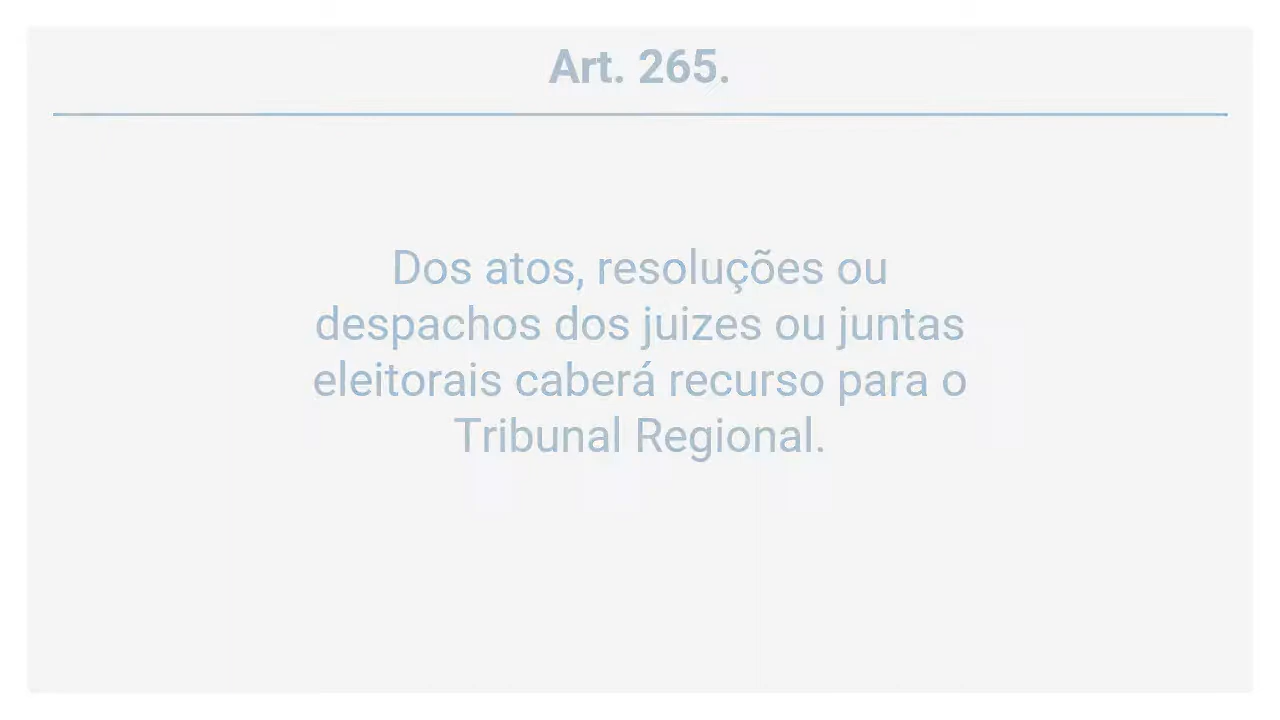 Art. 265.
Dos atos, resoluções ou
despachos dos juizes ou juntas
eleitorais caberá recurso para o
Tribunal Regional.